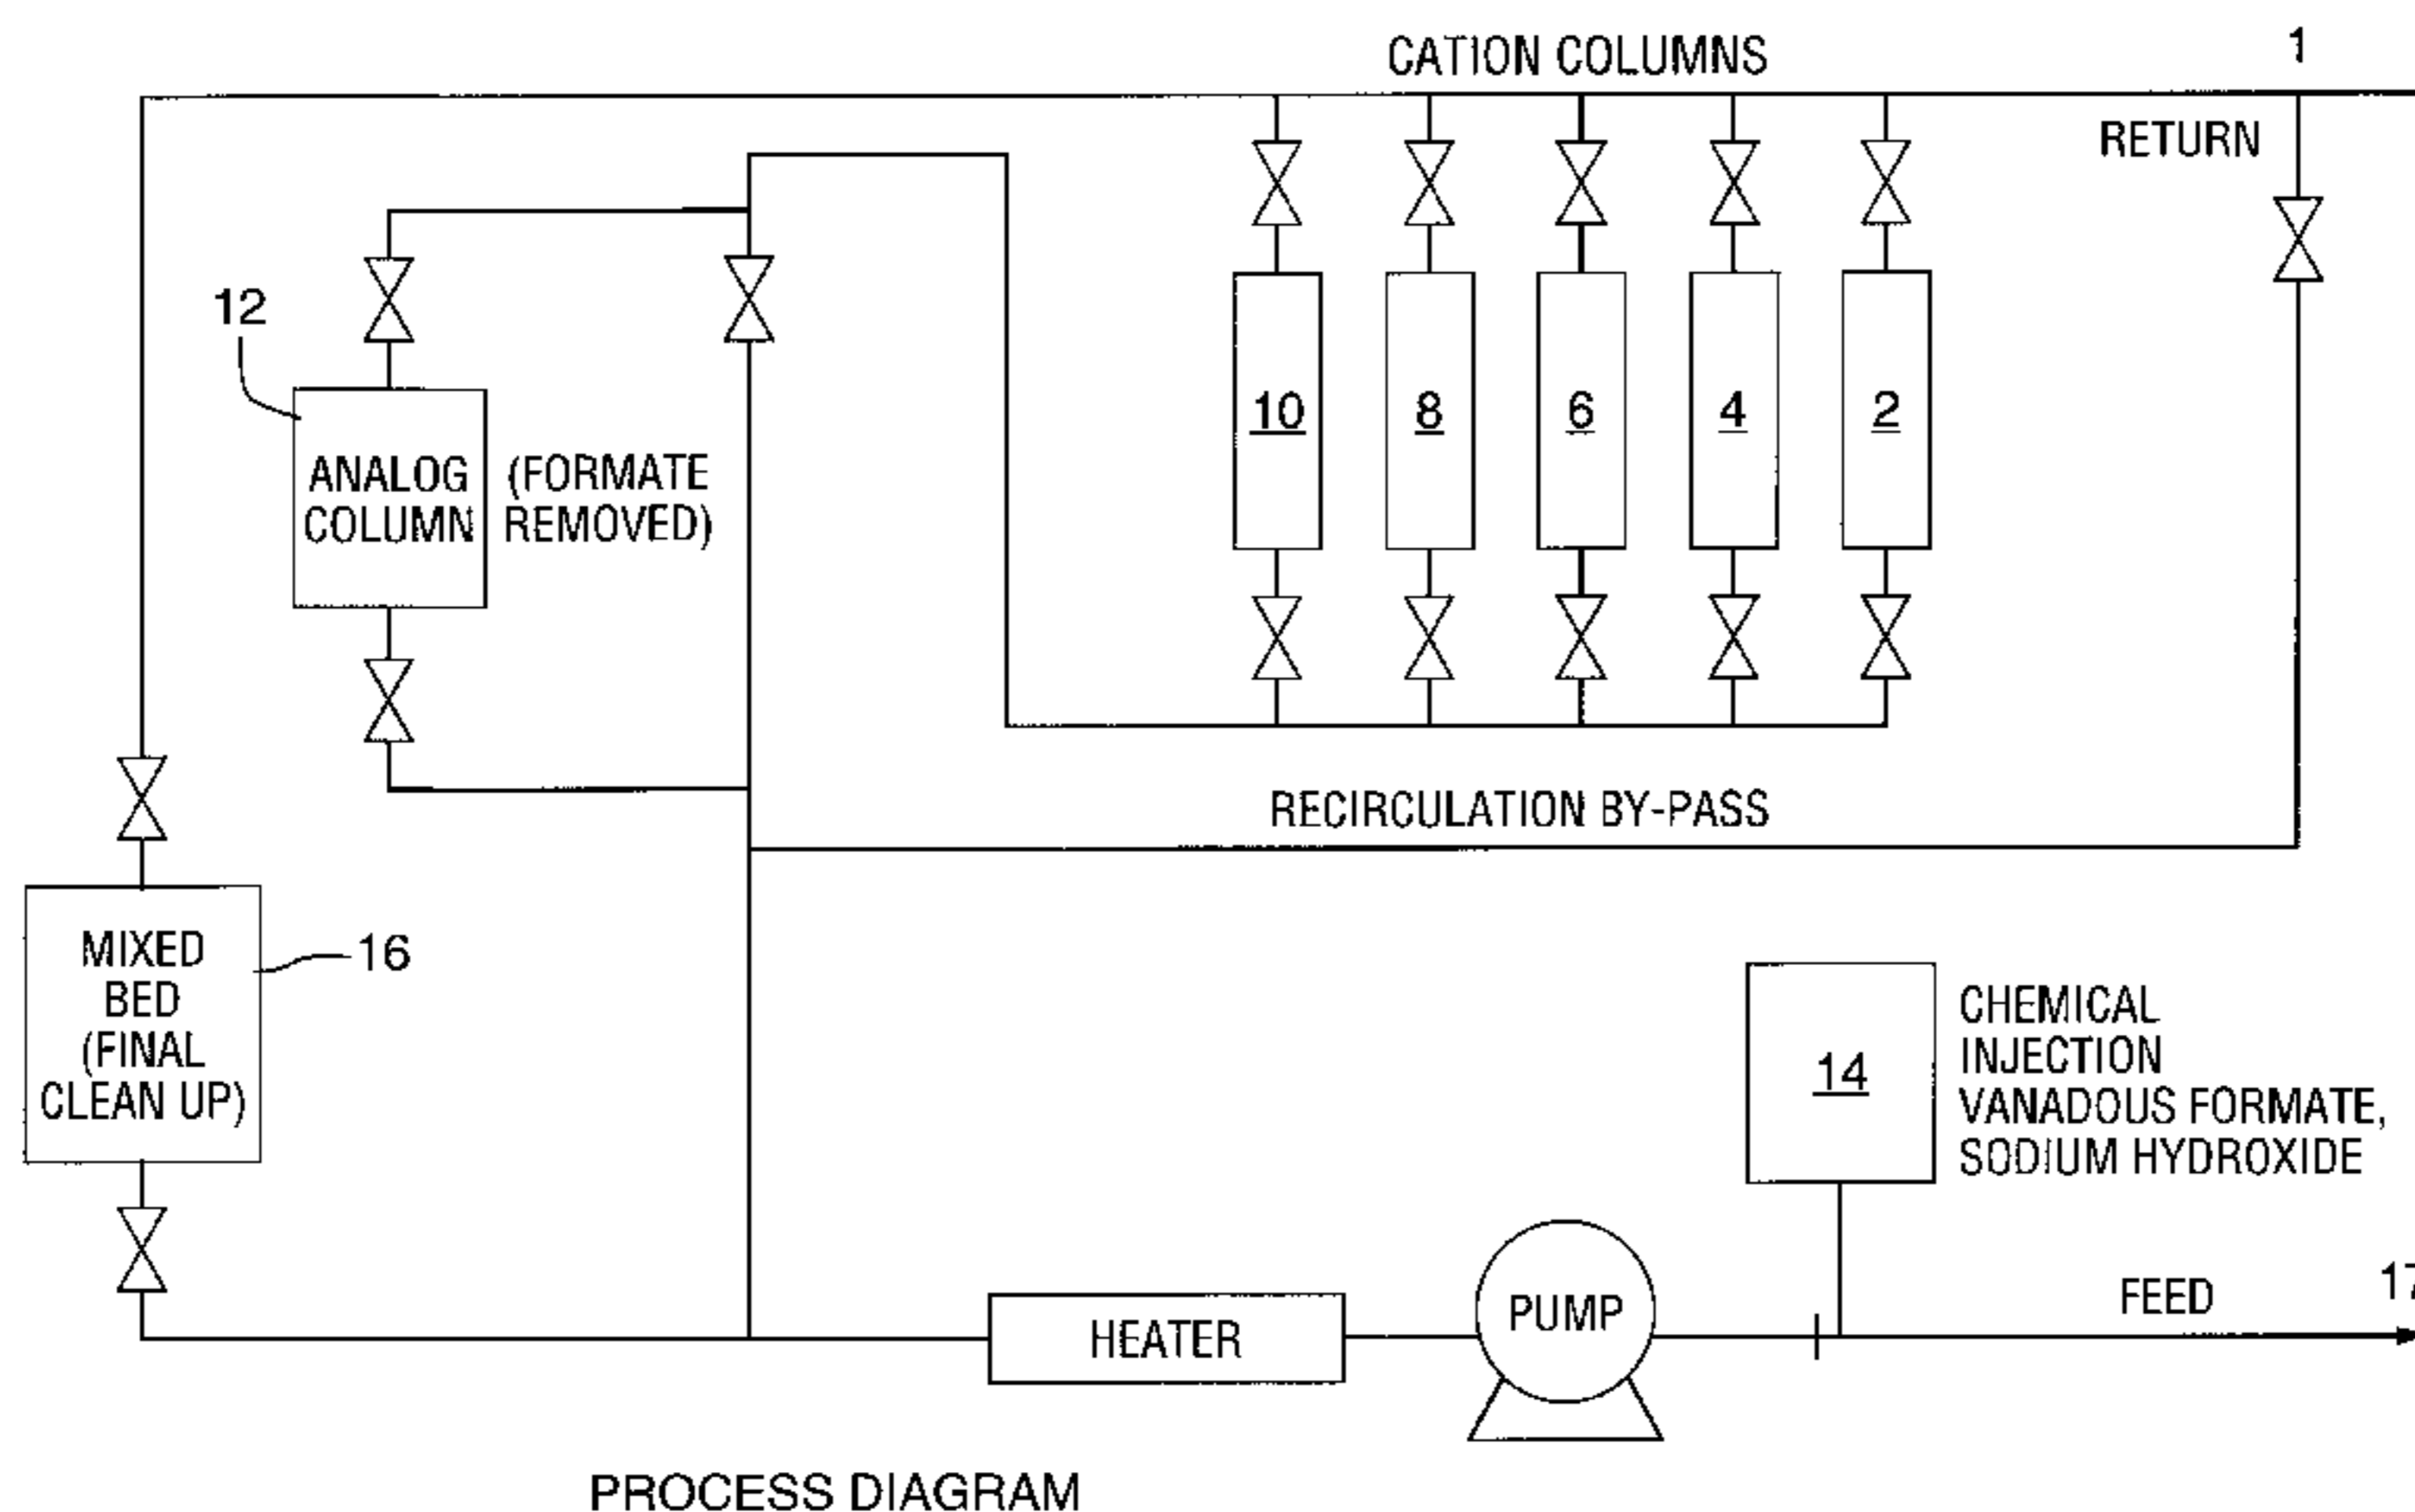 CATION COLUMNS
1
RETURN
12
ANALOG
COLUMN
(FORMATE
REMOVED)
10
8
6
4
2
RECIRCULATION BY-PASS
MIXED
BED
(FINAL
CLEAN UP)
16
14
CHEMICAL
INJECTION
VANADOUS FORMATE,
SODIUM HYDROXIDE
HEATER
PUMP
FEED
17
PROCESS DIAGRAM